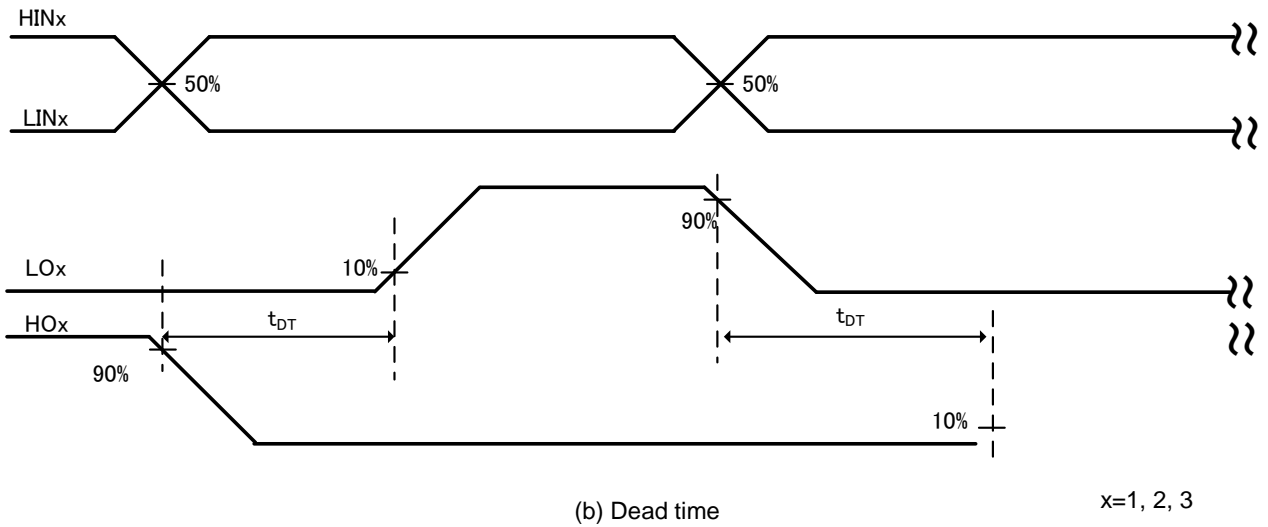 HINx
50%
50%
LINx
90%
10%
LOx
HOx
tDT
tDT
90%
10%
(b) Dead time
x=1, 2, 3